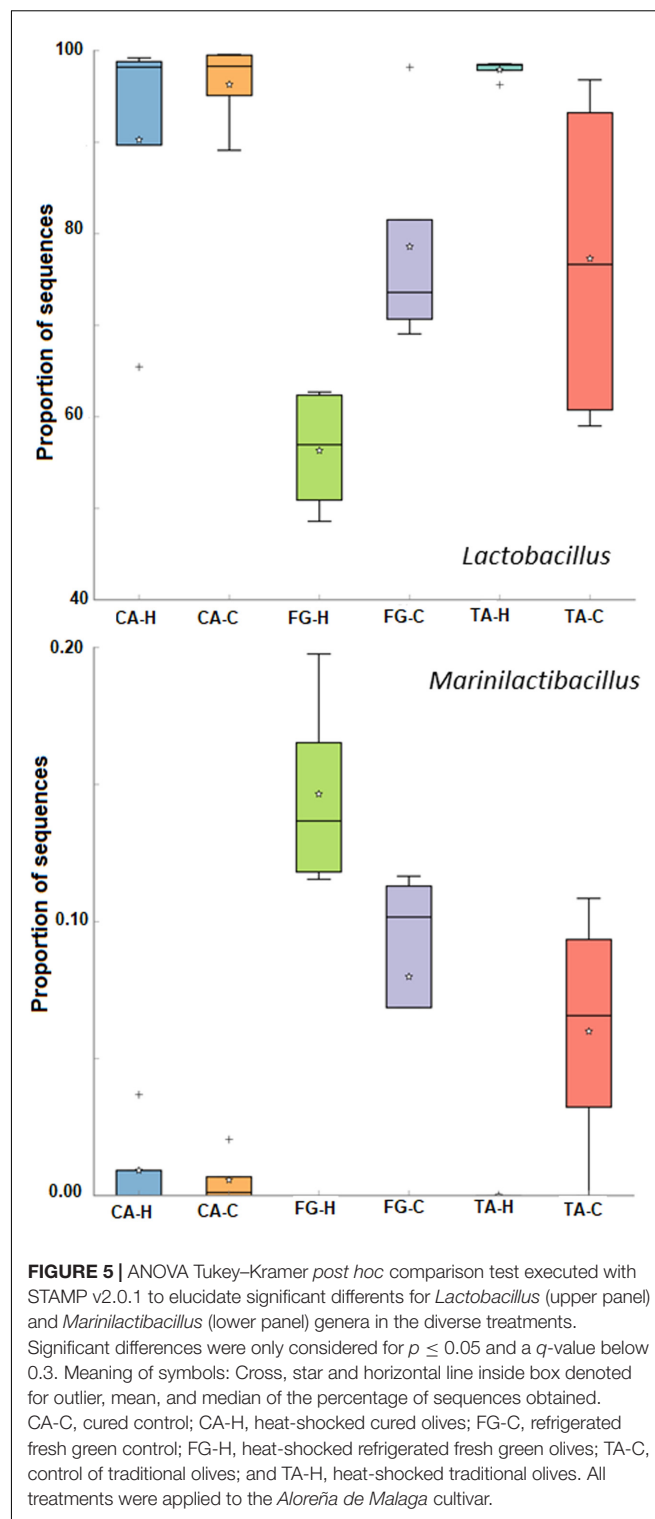 100
80
60
40
Proportion of sequences
Lactobacillus
CA-H CA-C FG-H FG-C TA-H TA-C
0.20
0.10
0.00
Proportion of sequences
Marinilactibacillus
CA-H CA-C FG-H FG-C TA-H TA-C
FIGURE 5 | ANOVA Tukey–Kramer post hoc comparison test executed with
STAMP v2.0.1 to elucidate significant differents for Lactobacillus (upper panel)
and Marinilactibacillus (lower panel) genera in the diverse treatments.
Significant differences were only considered for p ≤ 0.05 and a q-value below
0.3. Meaning of symbols: Cross, star and horizontal line inside box denoted
for outlier, mean, and median of the percentage of sequences obtained.
CA-C, cured control; CA-H, heat-shocked cured olives; FG-C, refrigerated
fresh green control; FG-H, heat-shocked refrigerated fresh green olives; TA-C,
control of traditional olives; and TA-H, heat-shocked traditional olives. All
treatments were applied to the Aloreña de Malaga cultivar.